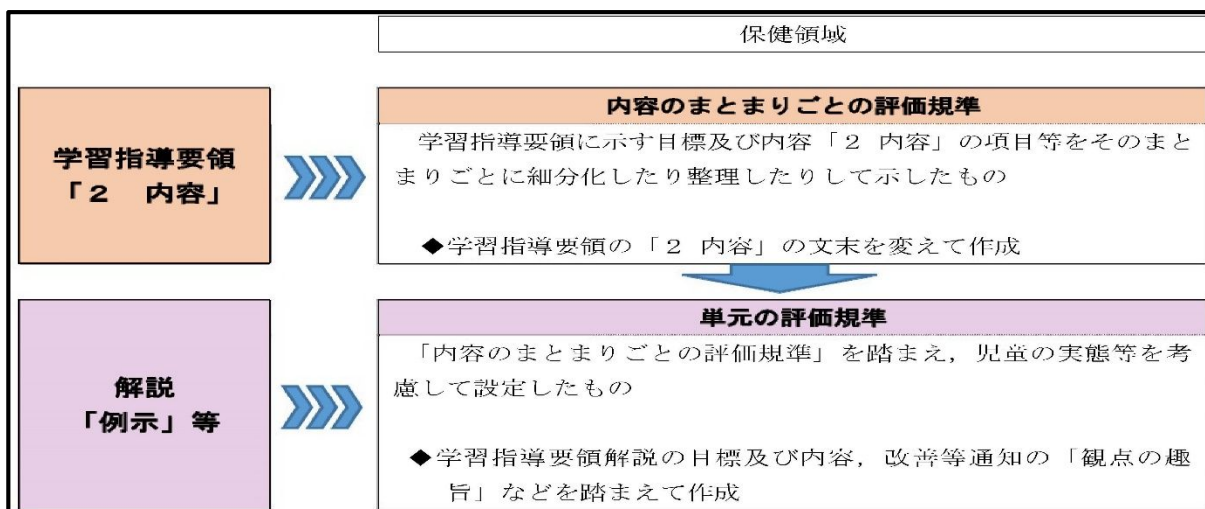 保健領域
学習指導要領
「２　内容」
内容のまとまりごとの評価規準
学習指導要領に示す目標及び内容「２ 内容」の項目等をそのまと
まりごとに細分化したり整理したりして示したもの
◆学習指導要領の「２ 内容」の文末を変えて作成
解説
「例示」等
単元の評価規準
「内容のまとまりごとの評価規準」を踏まえ，児童の実態等を考
慮して設定したもの
◆学習指導要領解説の目標及び内容，改善等通知の「観点の趣
旨」などを踏まえて作成